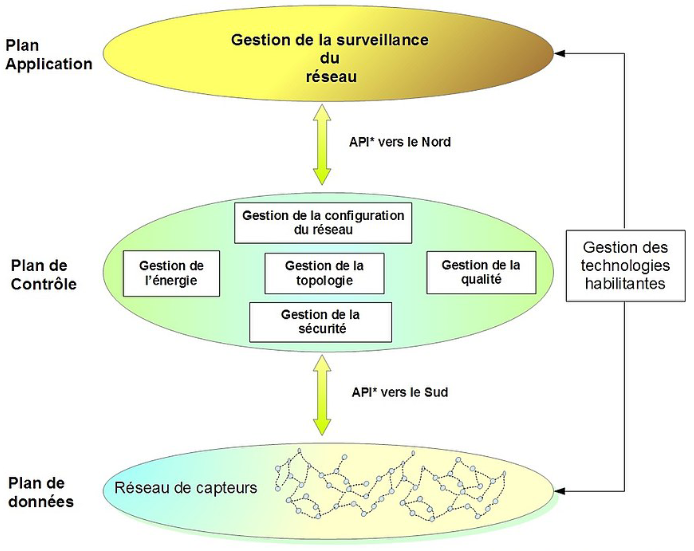 Plan
Application
Gestion de la surveillance
du
réseau
API* vers le Nord
Plan de
Contrôle
Gestion de la configuration
du réseau
Gestion de
l'énergie
Gestion de la
topologie
Gestion de la
qualité
Gestion de la
sécurité
Gestion des
technologies
habilitantes
API* vers le Sud
Plan de
données
Réseau de capteurs